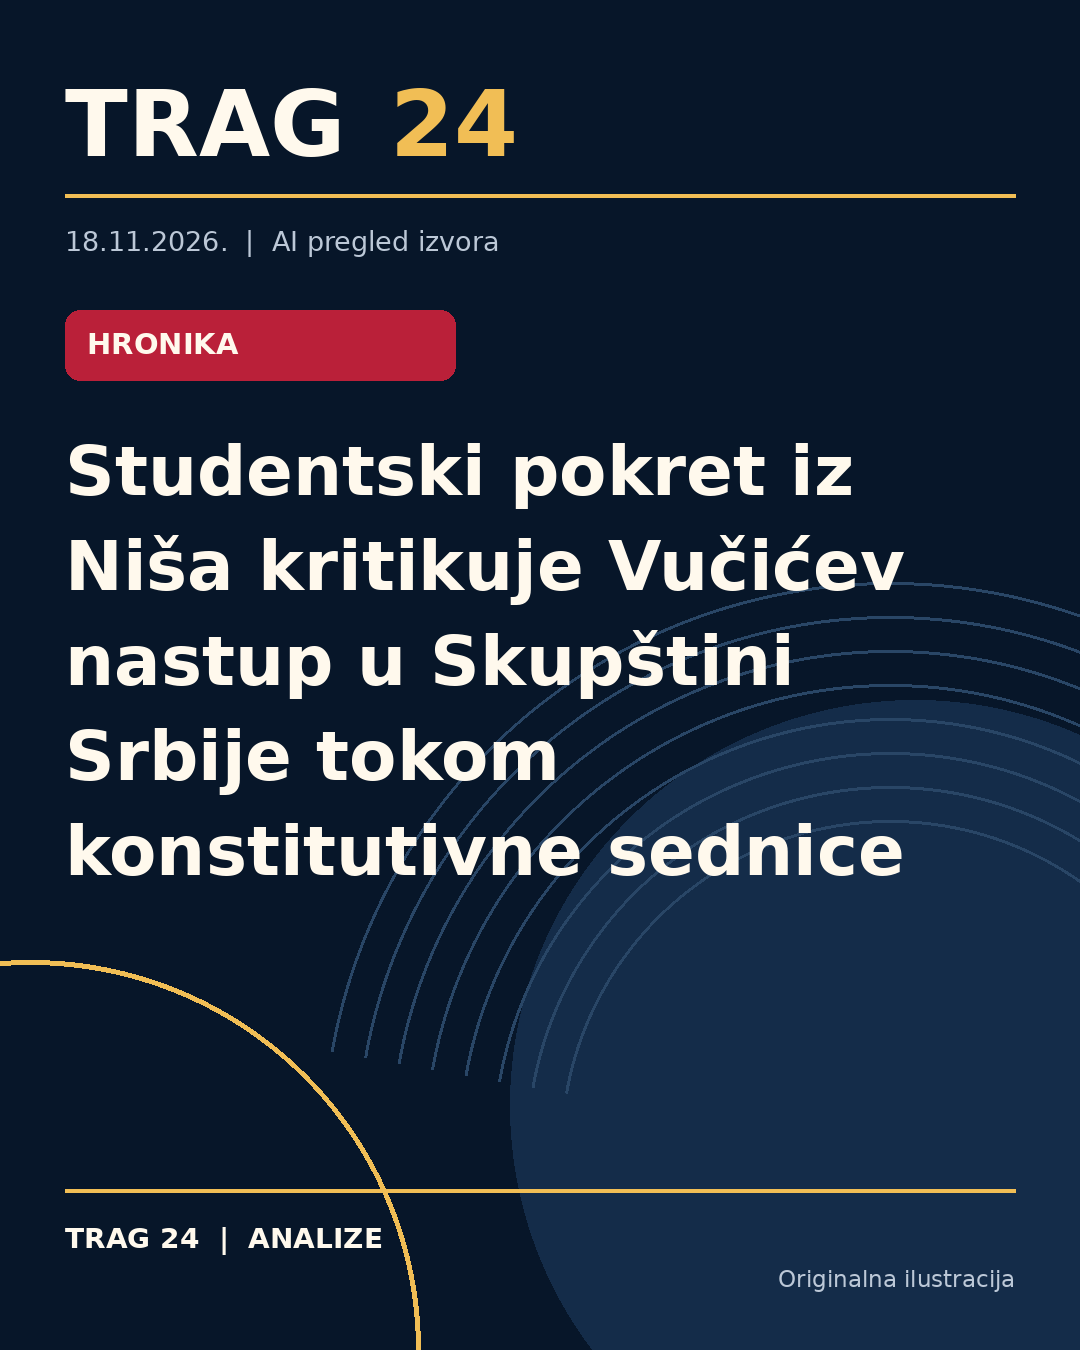 TRAG 24
18.11.2026. | AI pregled izvora
HRONIKA
Studentski pokret iz
Niša kritikuje Vučićev
nastup u Skupštini
Srbije tokom
konstitutivne sednice
TRAG 24 | ANALIZE
Originalna ilustracija